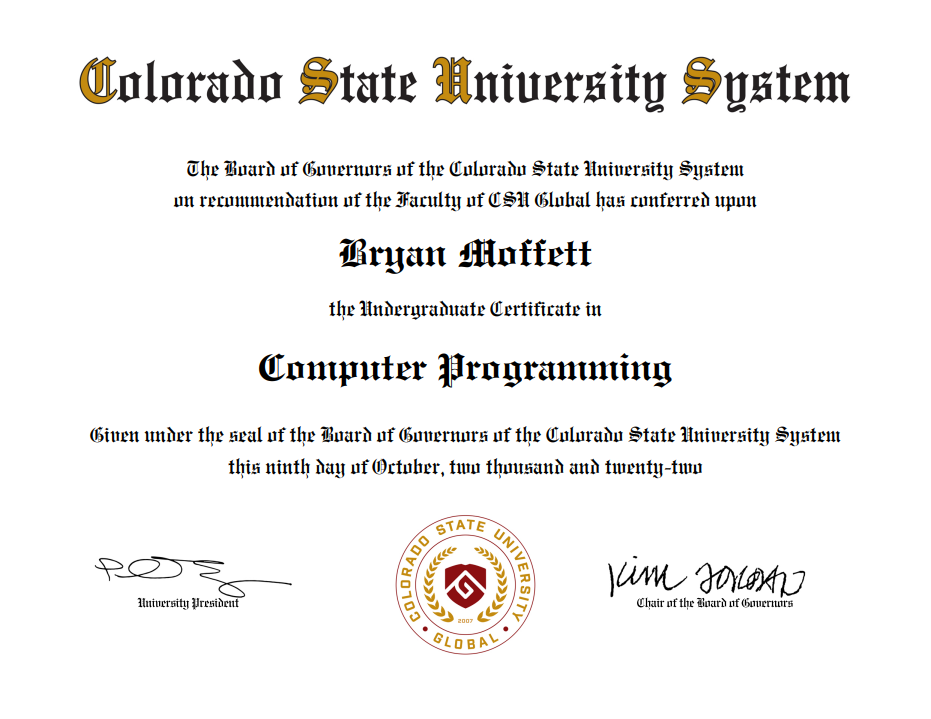 Colorado State University System
The Board of Governors of the Colorado State University System
on recommendation of the Faculty of CSU Global has conferred upon
Bryan Moffett
the Undergraduate Certificate in
Computer Programming
Given under the seal of the Board of Governors of the Colorado State University System
this ninth day of October, two thousand and twenty-two
COLORADO STATE UNIVERSITY
2007
GLOBAL
University President
Chair of the Board of Governors